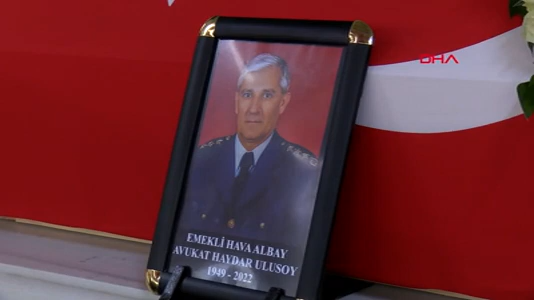 DHA
EMEKLİ HAVA ALBAY
AVUKAT HAYDAR ULUSOY
1949 - 2022